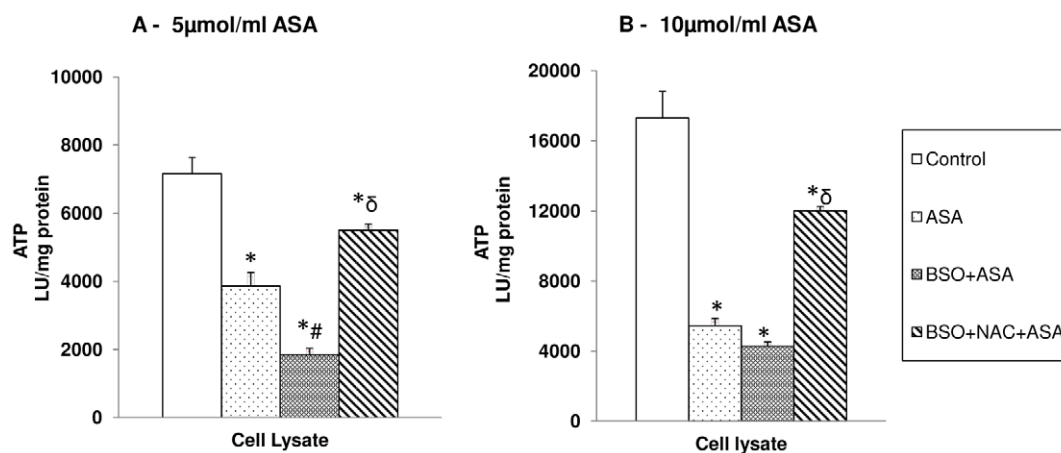 A - 5µmol/ml ASA
ATP
LU/mg protein
10000
8000
6000
4000
2000
0
*
*#
*δ
Cell Lysate
B - 10µmol/ml ASA
ATP
LU/mg protein
20000
16000
12000
8000
4000
0
*
*
*δ
Cell lysate
Control
ASA
BSO+ASA
BSO+NAC+ASA